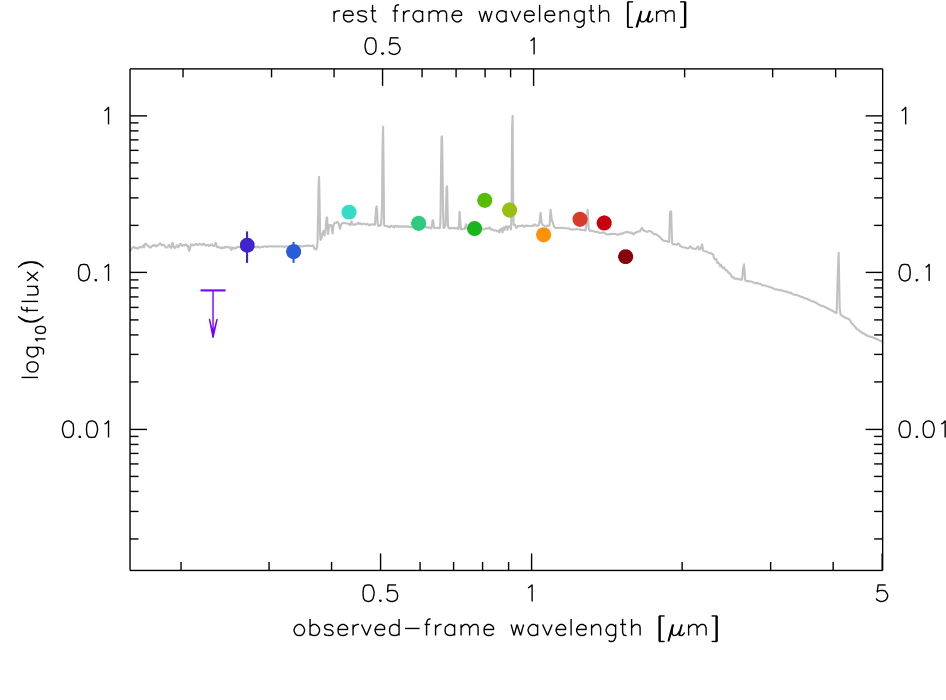 rest frame wavelength [μm]
0.5 1
1 1
0.1 0.1
log10(flux)
0.01 0.01
0.5 1 5
observed-frame wavelength [μm]